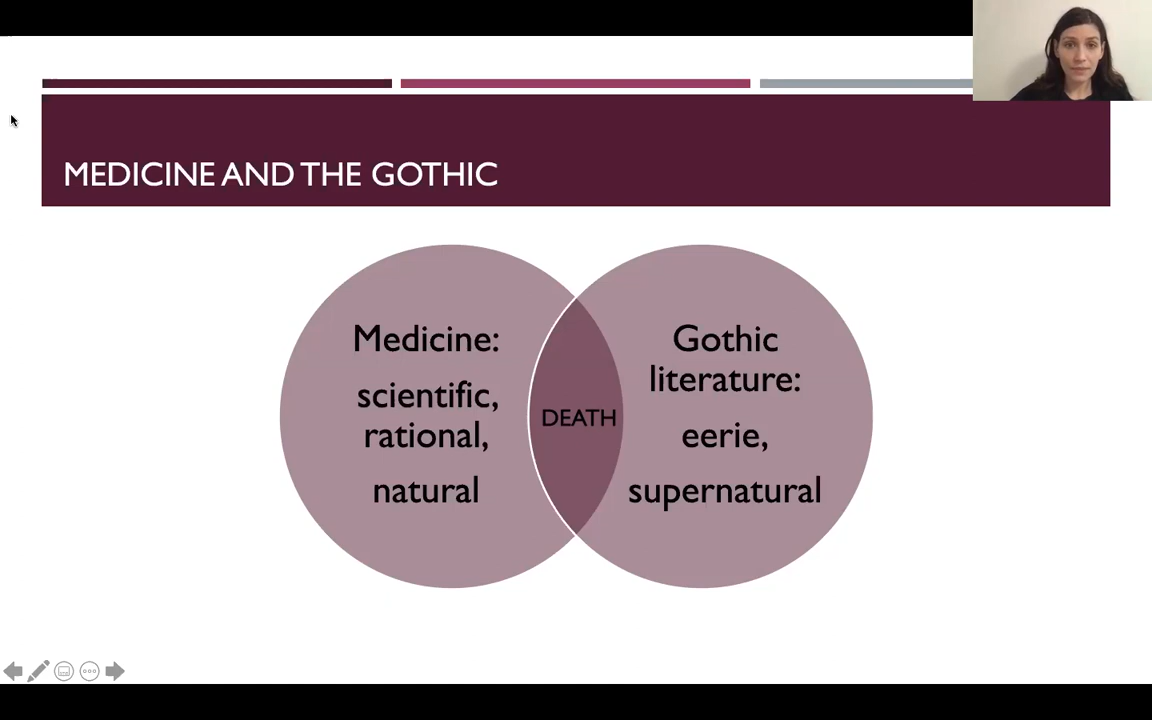 MEDICINE AND THE GOTHIC
Medicine:
scientific,
rational,
natural
DEATH
Gothic
literature:
eerie,
supernatural